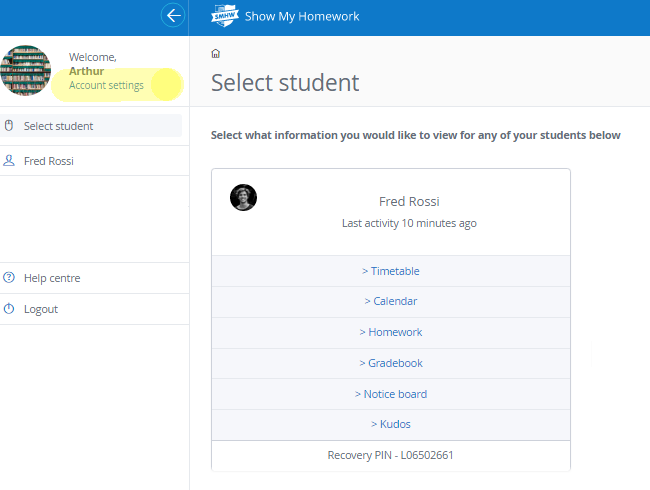 SMHW
Show My Homework
Welcome,
Arthur
Account settings
Select student
Fred Rossi
Help centre
Logout
Select student
Select what information you would like to view for any of your students below
Fred Rossi
Last activity 10 minutes ago
> Timetable
> Calendar
> Homework
> Gradebook
> Notice board
> Kudos
Recovery PIN - L06502661